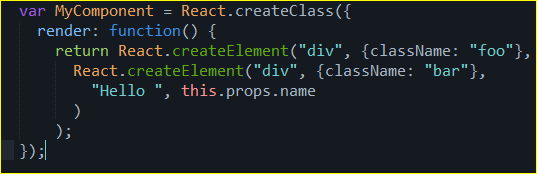 var MyComponent = React.createClass({
  render: function() {
    return React.createElement("div", {className: "foo"},
      React.createElement("div", {className: "bar"},
        "Hello ", this.props.name
      )
    );
});